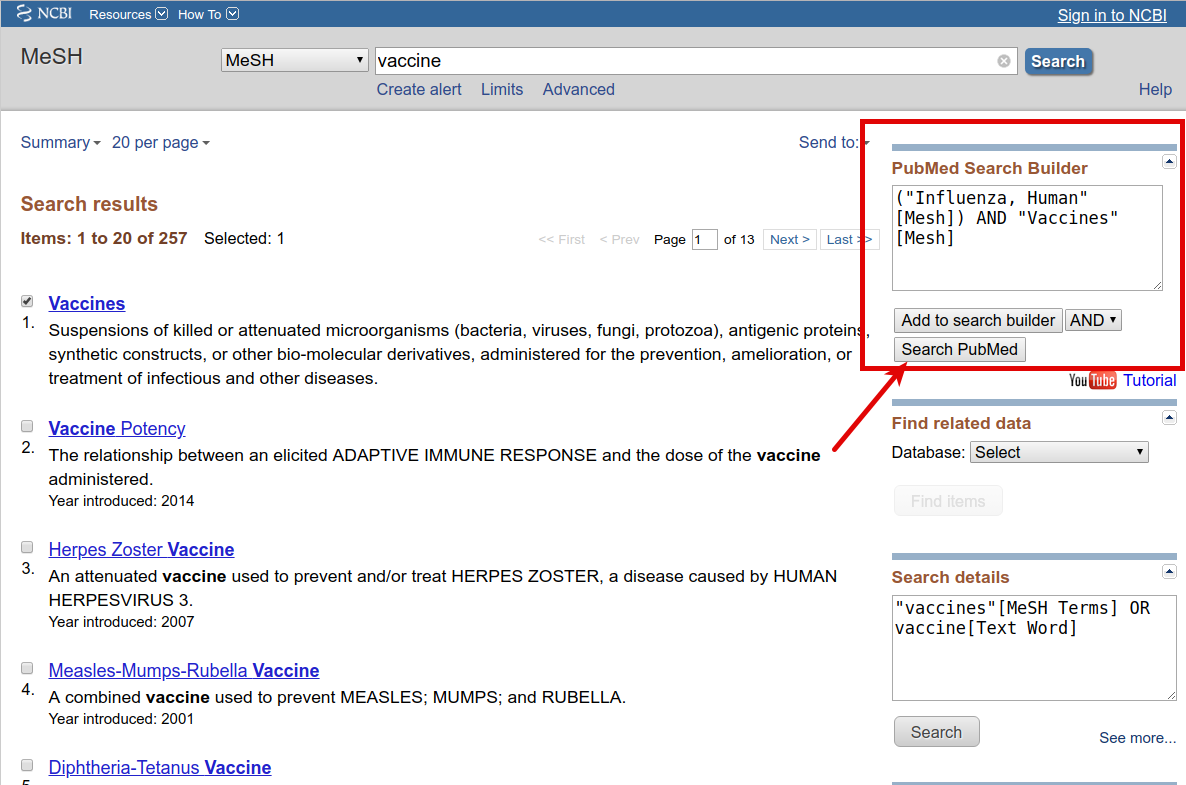 NCBI Resources How To Sign in to NCBI
MeSH MeSH vaccine Search
Create alert Limits Advanced Help
Summary 20 per page Send to:
Search results
Items: 1 to 20 of 257 Selected: 1
<< First < Prev Page 1 of 13 Next > Last >>
Vaccines
1. Suspensions of killed or attenuated microorganisms (bacteria, viruses, fungi, protozoa), antigenic proteins,
synthetic constructs, or other bio-molecular derivatives, administered for the prevention, amelioration, or
treatment of infectious and other diseases.
Vaccine Potency
2. The relationship between an elicited ADAPTIVE IMMUNE RESPONSE and the dose of the vaccine
administered.
Year introduced: 2014
Herpes Zoster Vaccine
3. An attenuated vaccine used to prevent and/or treat HERPES ZOSTER, a disease caused by HUMAN
HERPESVIRUS 3.
Year introduced: 2007
Measles-Mumps-Rubella Vaccine
4. A combined vaccine used to prevent MEASLES; MUMPS; and RUBELLA.
Year introduced: 2001
Diphtheria-Tetanus Vaccine
5.
PubMed Search Builder
("Influenza, Human"
[Mesh]) AND "Vaccines"
[Mesh]
Add to search builder AND
Search PubMed
YouTube Tutorial
Find related data
Database: Select
Find items
Search details
"vaccines"[MeSH Terms] OR
vaccine[Text Word]
Search See more...